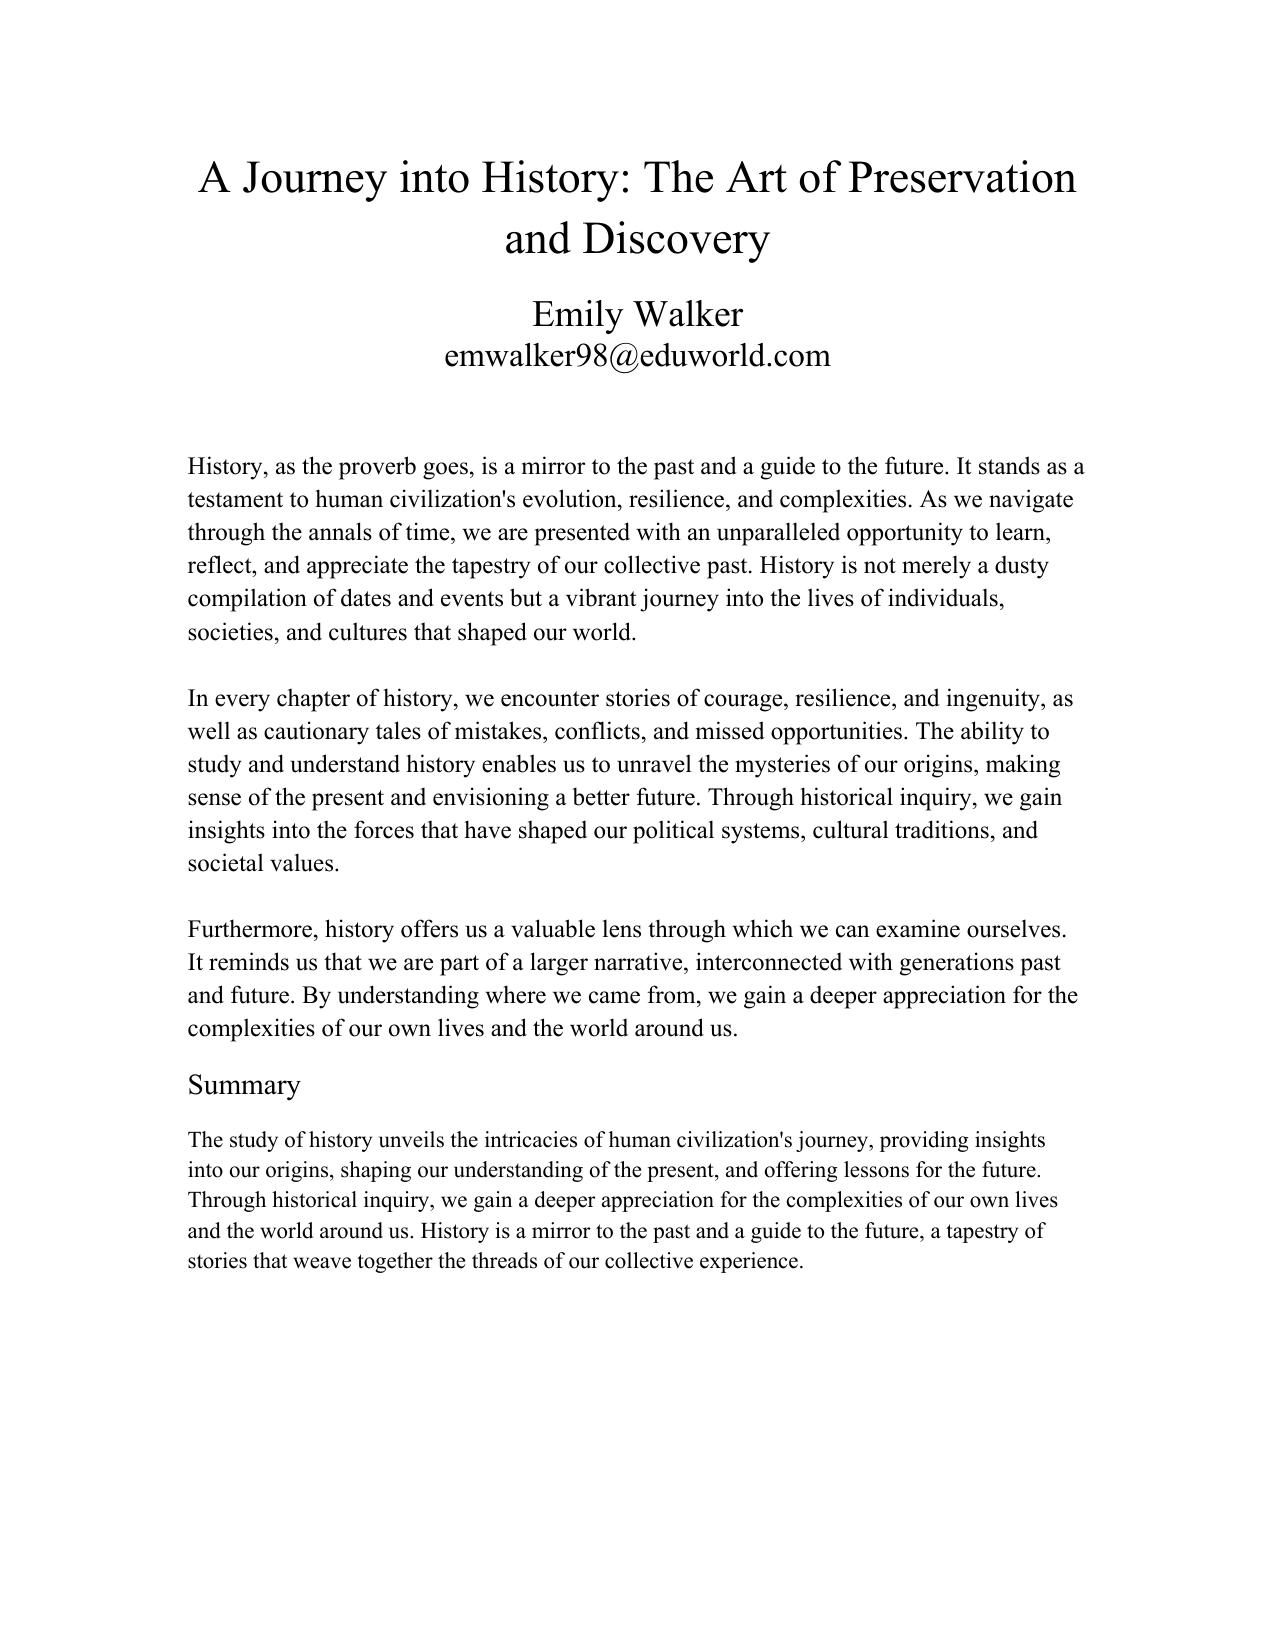 A Journey into History: The Art of Preservation
and Discovery
Emily Walker
emwalker98@eduworld.com
History, as the proverb goes, is a mirror to the past and a guide to the future. It stands as a
testament to human civilization's evolution, resilience, and complexities. As we navigate
through the annals of time, we are presented with an unparalleled opportunity to learn,
reflect, and appreciate the tapestry of our collective past. History is not merely a dusty
compilation of dates and events but a vibrant journey into the lives of individuals,
societies, and cultures that shaped our world.
In every chapter of history, we encounter stories of courage, resilience, and ingenuity, as
well as cautionary tales of mistakes, conflicts, and missed opportunities. The ability to
study and understand history enables us to unravel the mysteries of our origins, making
sense of the present and envisioning a better future. Through historical inquiry, we gain
insights into the forces that have shaped our political systems, cultural traditions, and
societal values.
Furthermore, history offers us a valuable lens through which we can examine ourselves.
It reminds us that we are part of a larger narrative, interconnected with generations past
and future. By understanding where we came from, we gain a deeper appreciation for the
complexities of our own lives and the world around us.
Summary
The study of history unveils the intricacies of human civilization's journey, providing insights
into our origins, shaping our understanding of the present, and offering lessons for the future.
Through historical inquiry, we gain a deeper appreciation for the complexities of our own lives
and the world around us. History is a mirror to the past and a guide to the future, a tapestry of
stories that weave together the threads of our collective experience.